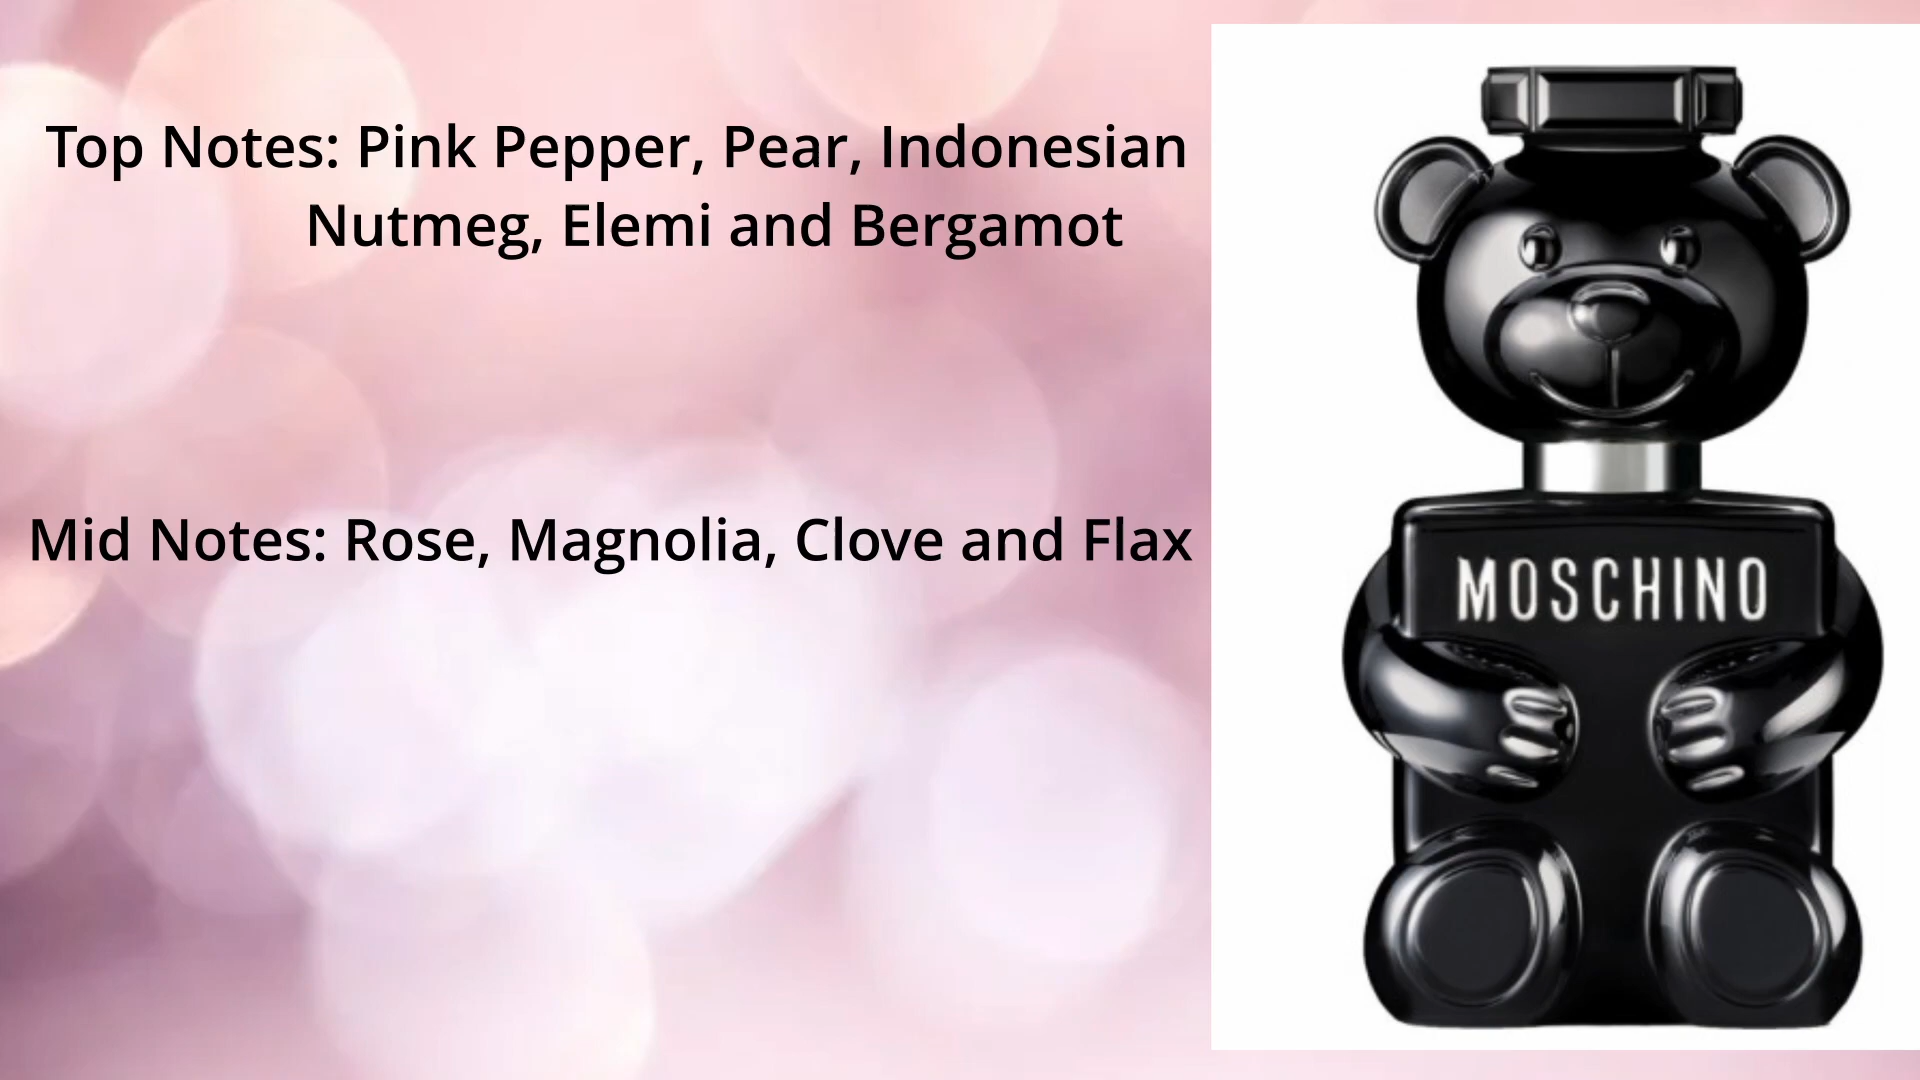 Top Notes: Pink Pepper, Pear, Indonesian
Nutmeg, Elemi and Bergamot
Mid Notes: Rose, Magnolia, Clove and Flax
MOSCHINO